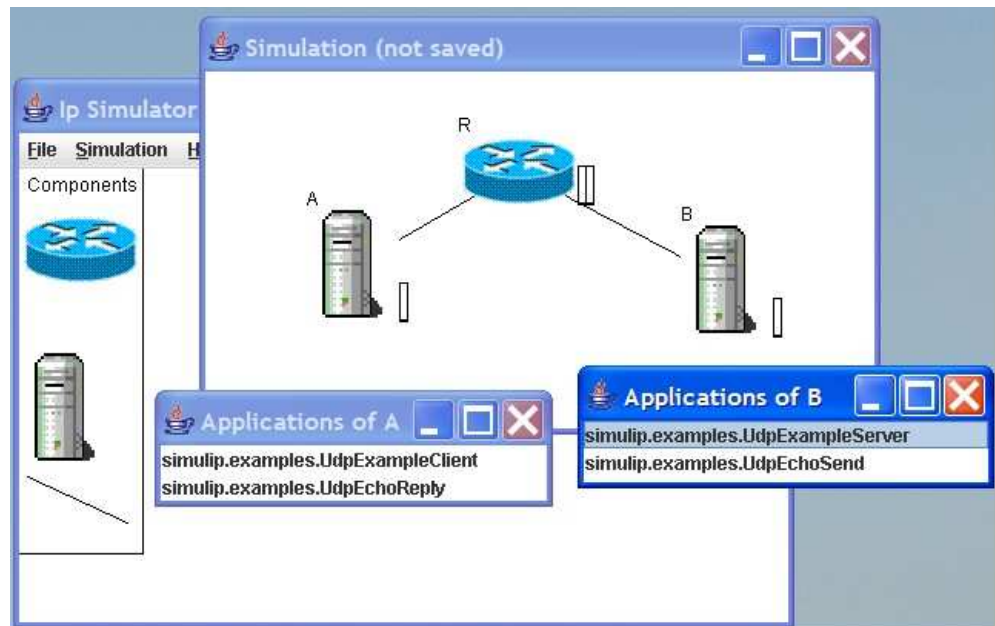 Simulation (not saved)
Ip Simulator
File Simulation H
Components
R
A
B
Applications of A
simulip.examples.UdpExampleClient
simulip.examples.UdpEchoReply
Applications of B
simulip.examples.UdpExampleServer
simulip.examples.UdpEchoSend